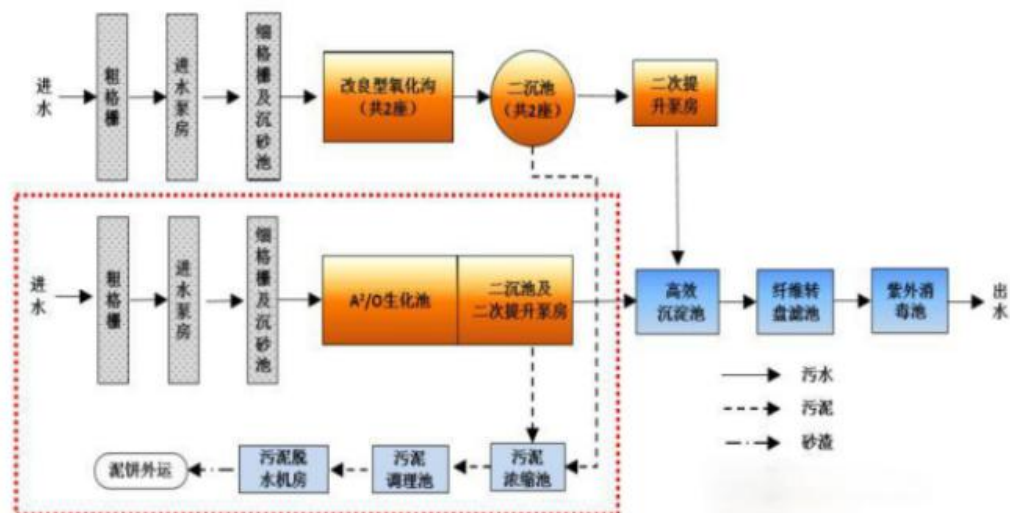 进水
粗格栅
进水泵房
细格栅及沉砂池
改良型氧化沟
（共2座）
二沉池
（共2座）
二次提
升泵房
进水
粗格栅
进水泵房
细格栅及沉砂池
A²/O生化池
二沉池及
二次提升泵房
高效
沉淀池
纤维转
盘滤池
紫外消
毒池
出水
污水
污泥
砂渣
泥饼外运
污泥脱
水机房
污泥
调理池
污泥
浓缩池